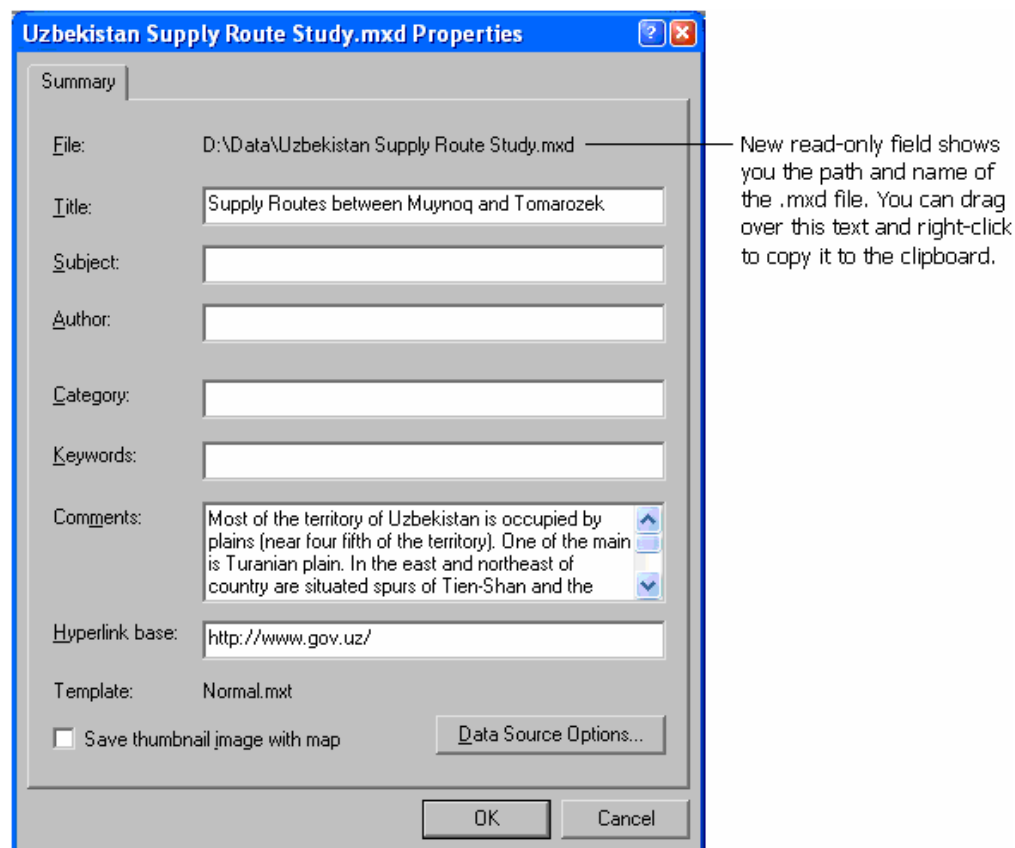 Uzbekistan Supply Route Study.mxd Properties
Summary
File: D:\Data\Uzbekistan Supply Route Study.mxd
New read-only field shows
you the path and name of
the .mxd file. You can drag
over this text and right-click
to copy it to the clipboard.
Title: Supply Routes between Muynoq and Tomarozek
Subject:
Author:
Category:
Keywords:
Comments: Most of the territory of Uzbekistan is occupied by
plains (near four fifth of the territory). One of the main
is Turanian plain. In the east and northeast of
country are situated spurs of Tien-Shan and the
Hyperlink base: http://www.gov.uz/
Template: Normal.mxt
Save thumbnail image with map Data Source Options...
OK Cancel